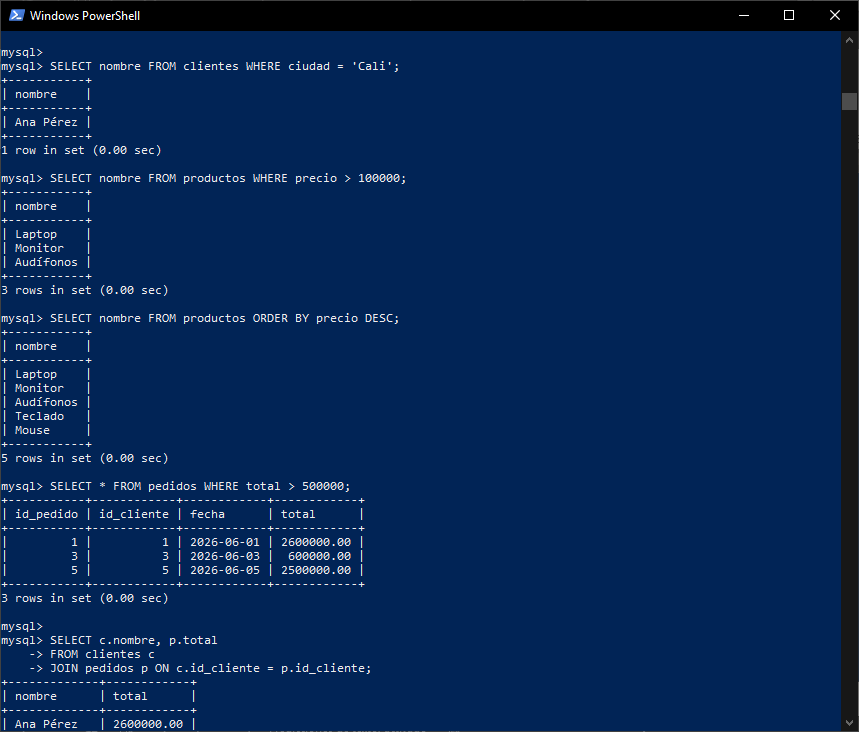 Windows PowerShell
mysql>
mysql> SELECT nombre FROM clientes WHERE ciudad = 'Cali';
+-----------+
| nombre    |
+-----------+
| Ana Pérez |
+-----------+
1 row in set (0.00 sec)
mysql> SELECT nombre FROM productos WHERE precio > 100000;
+-----------+
| nombre    |
+-----------+
| Laptop    |
| Monitor   |
| Audífonos |
+-----------+
3 rows in set (0.00 sec)
mysql> SELECT nombre FROM productos ORDER BY precio DESC;
+-----------+
| nombre    |
+-----------+
| Laptop    |
| Monitor   |
| Audífonos |
| Teclado   |
| Mouse     |
+-----------+
5 rows in set (0.00 sec)
mysql> SELECT * FROM pedidos WHERE total > 500000;
+-----------+------------+------------+------------+
| id_pedido | id_cliente | fecha      | total      |
+-----------+------------+------------+------------+
|         1 |          1 | 2026-06-01 | 2600000.00 |
|         3 |          3 | 2026-06-03 |  600000.00 |
|         5 |          5 | 2026-06-05 | 2500000.00 |
+-----------+------------+------------+------------+
3 rows in set (0.00 sec)
mysql>
mysql> SELECT c.nombre, p.total
    -> FROM clientes c
    -> JOIN pedidos p ON c.id_cliente = p.id_cliente;
+-------------+------------+
| nombre      | total      |
+-------------+------------+
| Ana Pérez   | 2600000.00 |